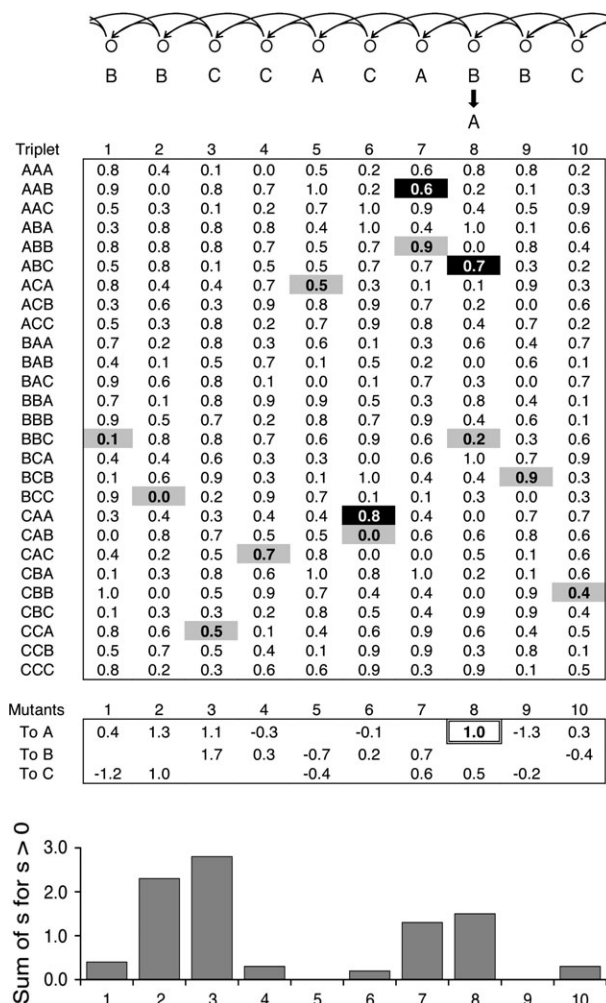 O O O O O O O O O O
B B C C A C A B B C
A
Triplet 1 2 3 4 5 6 7 8 9 10
AAA 0.8 0.4 0.1 0.0 0.5 0.2 0.6 0.8 0.8 0.2
AAB 0.9 0.0 0.8 0.7 1.0 0.2 0.6 0.2 0.1 0.3
AAC 0.5 0.3 0.1 0.2 0.7 1.0 0.9 0.4 0.5 0.9
ABA 0.3 0.8 0.8 0.8 0.4 1.0 0.4 1.0 0.1 0.6
ABB 0.8 0.8 0.8 0.7 0.5 0.7 0.9 0.0 0.8 0.4
ABC 0.5 0.8 0.1 0.5 0.5 0.7 0.7 0.7 0.3 0.2
ACA 0.8 0.4 0.4 0.7 0.5 0.3 0.1 0.1 0.9 0.3
ACB 0.3 0.6 0.3 0.9 0.8 0.9 0.7 0.2 0.0 0.6
ACC 0.5 0.3 0.8 0.2 0.7 0.9 0.8 0.4 0.7 0.2
BAA 0.7 0.2 0.8 0.3 0.6 0.1 0.3 0.6 0.4 0.7
BAB 0.4 0.1 0.5 0.7 0.1 0.5 0.2 0.0 0.6 0.1
BAC 0.9 0.6 0.8 0.1 0.0 0.1 0.7 0.3 0.0 0.7
BBA 0.7 0.1 0.8 0.9 0.9 0.5 0.3 0.8 0.4 0.1
BBB 0.9 0.5 0.7 0.2 0.8 0.7 0.9 0.4 0.6 0.1
BBC 0.1 0.8 0.8 0.7 0.6 0.9 0.6 0.2 0.3 0.6
BCA 0.4 0.4 0.6 0.3 0.3 0.0 0.6 1.0 0.7 0.9
BCB 0.1 0.6 0.9 0.3 0.1 1.0 0.4 0.4 0.9 0.3
BCC 0.9 0.0 0.2 0.9 0.7 0.1 0.1 0.3 0.0 0.3
CAA 0.3 0.4 0.3 0.4 0.4 0.8 0.4 0.0 0.7 0.7
CAB 0.0 0.8 0.7 0.5 0.5 0.0 0.6 0.6 0.8 0.6
CAC 0.4 0.2 0.5 0.7 0.8 0.0 0.0 0.5 0.1 0.6
CBA 0.1 0.3 0.8 0.6 1.0 0.8 1.0 0.2 0.1 0.6
CBB 1.0 0.0 0.5 0.9 0.7 0.4 0.4 0.0 0.9 0.4
CBC 0.1 0.3 0.3 0.2 0.8 0.5 0.4 0.9 0.9 0.4
CCA 0.8 0.6 0.5 0.1 0.4 0.6 0.9 0.6 0.4 0.5
CCB 0.5 0.7 0.5 0.4 0.1 0.9 0.9 0.3 0.8 0.1
CCC 0.8 0.2 0.3 0.6 0.6 0.9 0.3 0.9 0.1 0.5
Mutants 1 2 3 4 5 6 7 8 9 10
To A 0.4 1.3 1.1 -0.3 -0.1 1.0 -1.3 0.3
To B 1.7 0.3 -0.7 0.2 0.7 -0.4
To C -1.2 1.0 -0.4 0.6 0.5 -0.2
Sum of s for s > 0
3.0
2.0
1.0
0.0
1 2 3 4 5 6 7 8 9 10